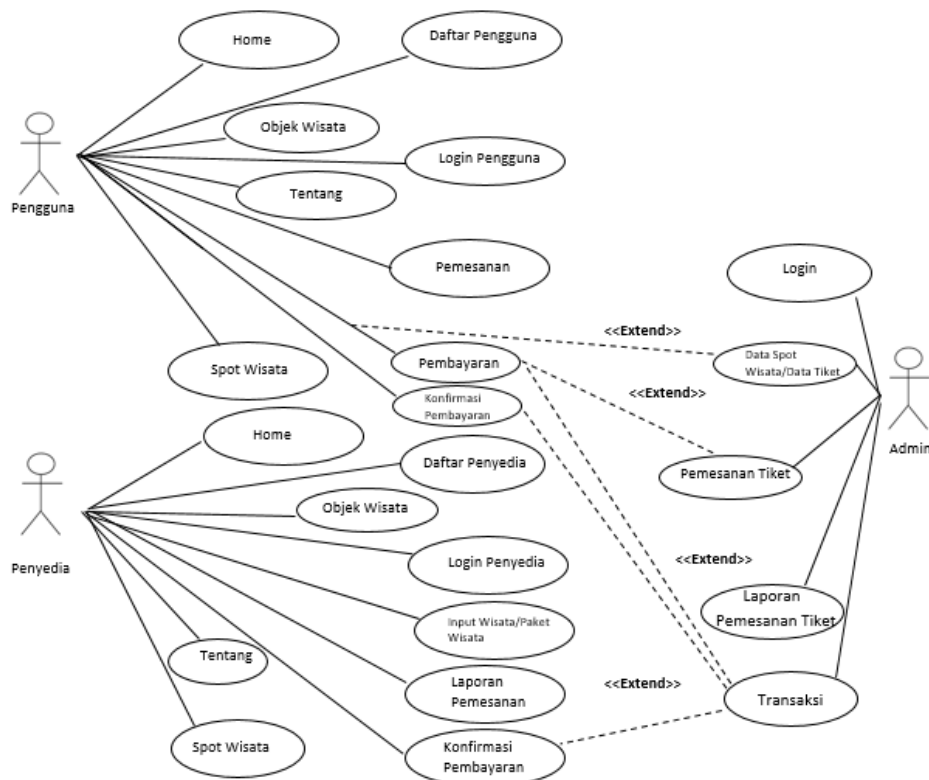 Home
Daftar Pengguna
Objek Wisata
Login Pengguna
Pengguna
Tentang
Pemesanan
Login
<<Extend>>
Spot Wisata
Pembayaran
Data Spot
Wisata/Data Tiket
<<Extend>>
Konfirmasi
Pembayaran
Admin
Home
Daftar Penyedia
Pemesanan Tiket
Objek Wisata
<<Extend>>
Penyedia
Login Penyedia
Laporan
Pemesanan Tiket
Input Wisata/Paket
Wisata
Tentang
Laporan
Pemesanan
<<Extend>>
Transaksi
Spot Wisata
Konfirmasi
Pembayaran